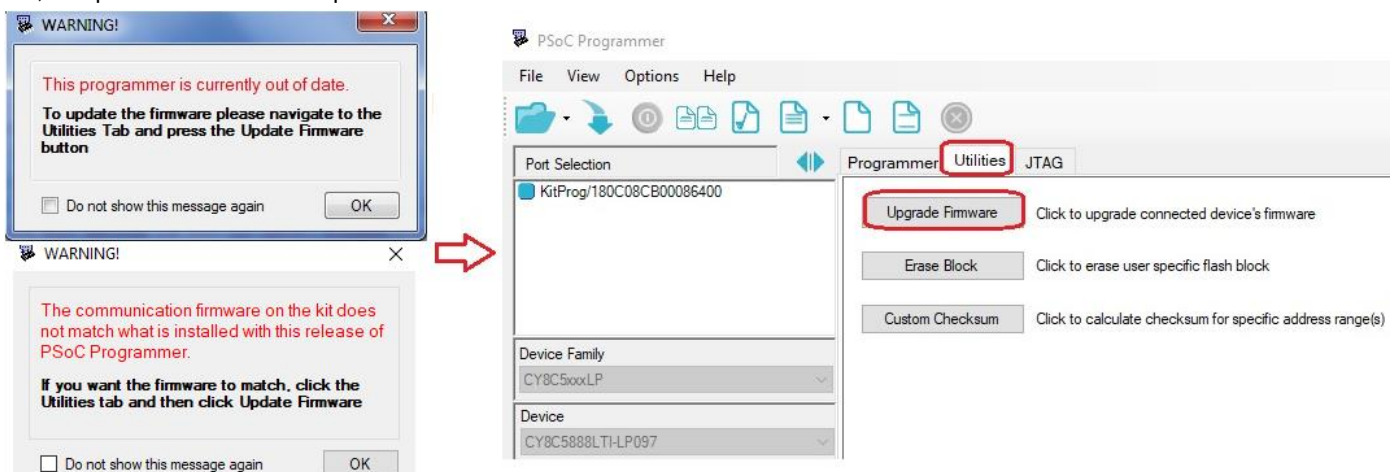 WARNING!
This programmer is currently out of date.
To update the firmware please navigate to the
Utilities Tab and press the Update Firmware
button
Do not show this message again
OK
WARNING!
The communication firmware on the kit does
not match what is installed with this release of
PSoC Programmer.
If you want the firmware to match, click the
Utilities tab and then click Update Firmware
Do not show this message again
OK
PSoC Programmer
File View Options Help
Port Selection
KitProg/180C08CB00086400
Device Family
CY8C5xxxLP
Device
CY8C5888LTI-LP097
Programmer Utilities JTAG
Upgrade Firmware Click to upgrade connected device's firmware
Erase Block Click to erase user specific flash block
Custom Checksum Click to calculate checksum for specific address range(s)